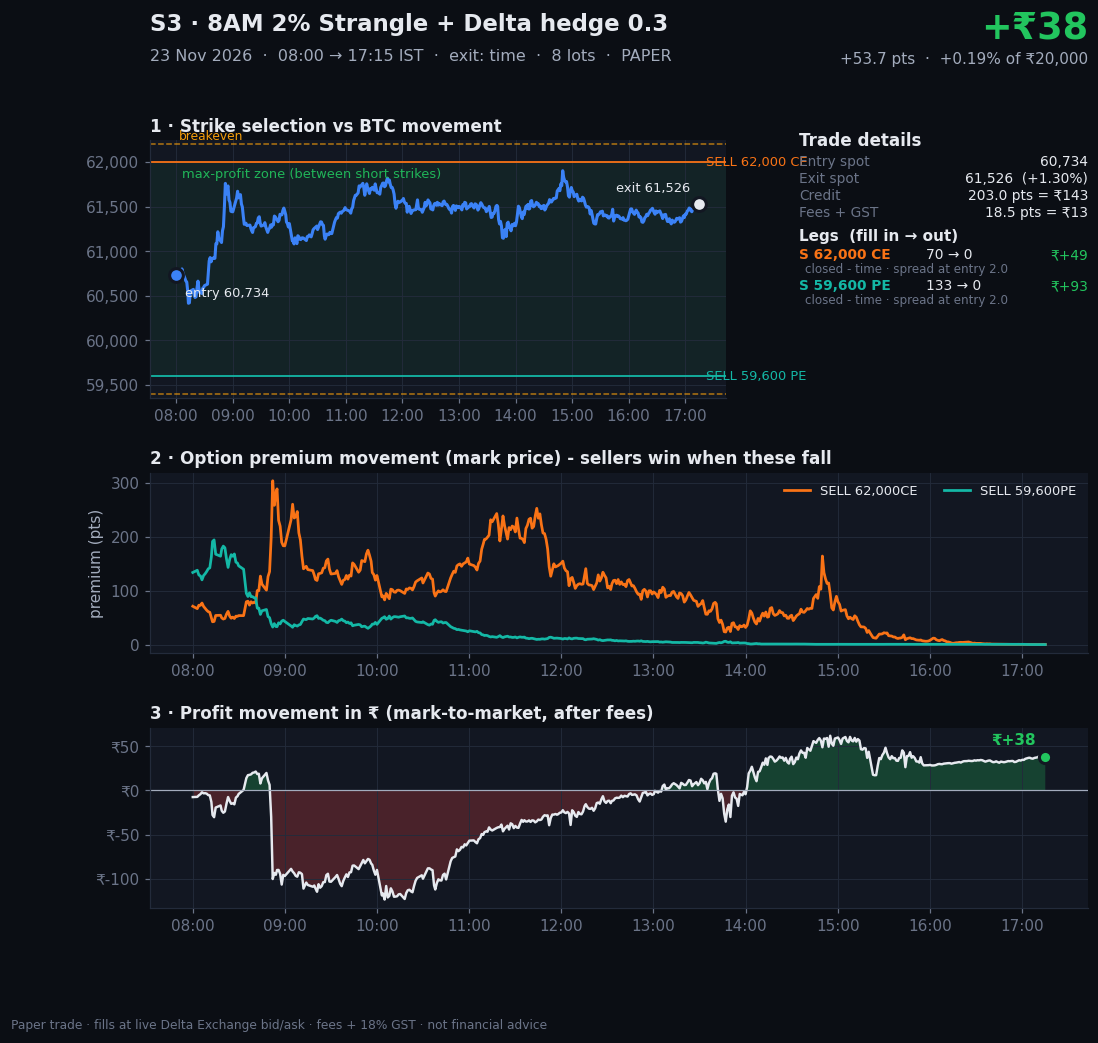 S3 · 8AM 2% Strangle + Delta hedge 0.3
+₹38
23 Nov 2026 · 08:00 → 17:15 IST · exit: time · 8 lots · PAPER
+53.7 pts · +0.19% of ₹20,000
1 · Strike selection vs BTC movement
breakeven
62,000
61,500
61,000
60,500
60,000
59,500
SELL 62,000 CE
max-profit zone (between short strikes)
exit 61,526
entry 60,734
SELL 59,600 PE
08:00 09:00 10:00 11:00 12:00 13:00 14:00 15:00 16:00 17:00
Trade details
Entry spot 60,734
Exit spot 61,526 (+1.30%)
Credit 203.0 pts = ₹143
Fees + GST 18.5 pts = ₹13
Legs (fill in → out)
S 62,000 CE 70 → 0 ₹+49
closed - time · spread at entry 2.0
S 59,600 PE 133 → 0 ₹+93
closed - time · spread at entry 2.0
2 · Option premium movement (mark price) - sellers win when these fall
premium (pts)
300
200
100
0
SELL 62,000CE SELL 59,600PE
08:00 09:00 10:00 11:00 12:00 13:00 14:00 15:00 16:00 17:00
3 · Profit movement in ₹ (mark-to-market, after fees)
₹50
₹0
₹-50
₹-100
₹+38
08:00 09:00 10:00 11:00 12:00 13:00 14:00 15:00 16:00 17:00
Paper trade · fills at live Delta Exchange bid/ask · fees + 18% GST · not financial advice